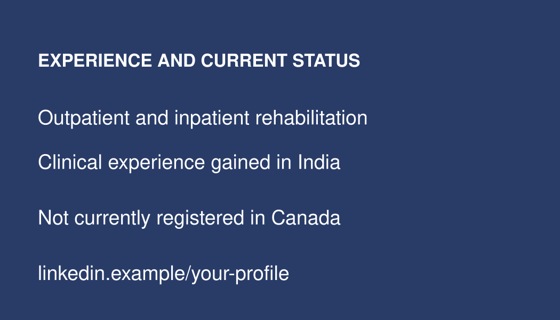 EXPERIENCE AND CURRENT STATUS
Outpatient and inpatient rehabilitation
Clinical experience gained in India
Not currently registered in Canada
linkedin.example/your-profile